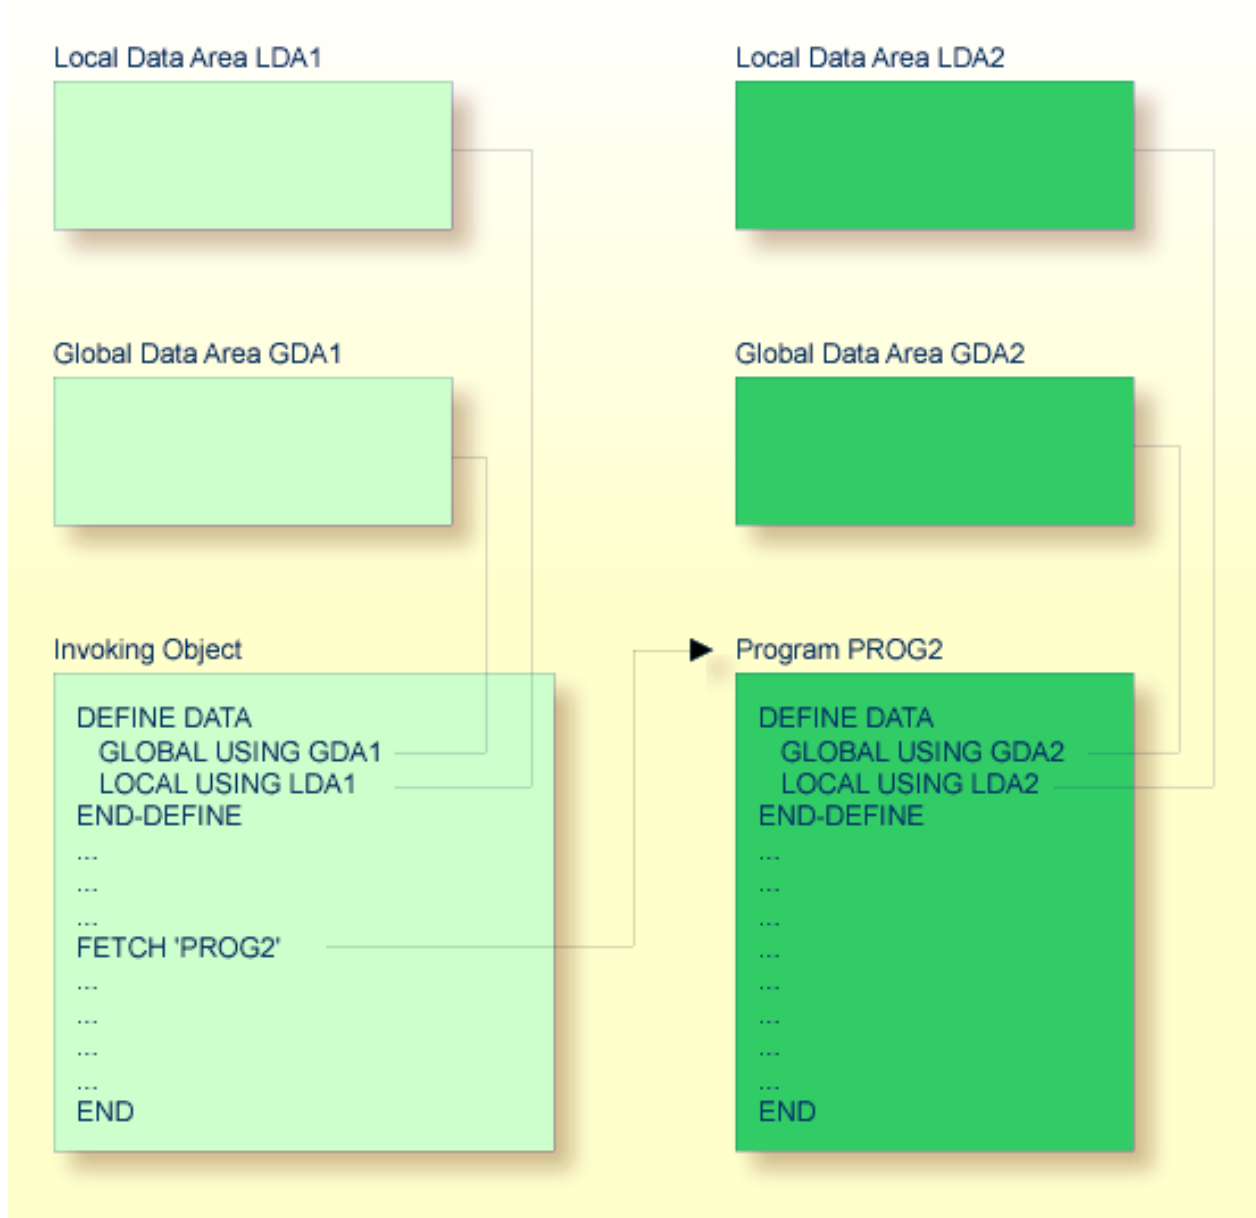 Local Data Area LDA1
Local Data Area LDA2
Global Data Area GDA1
Global Data Area GDA2
Invoking Object
DEFINE DATA
GLOBAL USING GDA1
LOCAL USING LDA1
END-DEFINE
...
...
...
FETCH 'PROG2'
...
...
...
...
END
Program PROG2
DEFINE DATA
GLOBAL USING GDA2
LOCAL USING LDA2
END-DEFINE
...
...
...
...
...
...
...
...
END